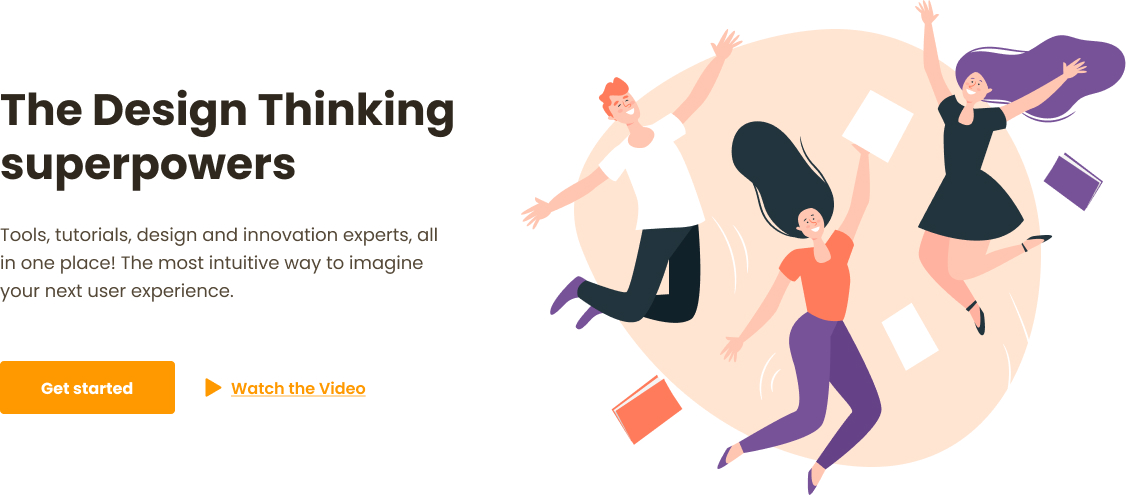 The Design Thinking
superpowers
Tools, tutorials, design and innovation experts, all
in one place! The most intuitive way to imagine
your next user experience.
Get started
Watch the Video